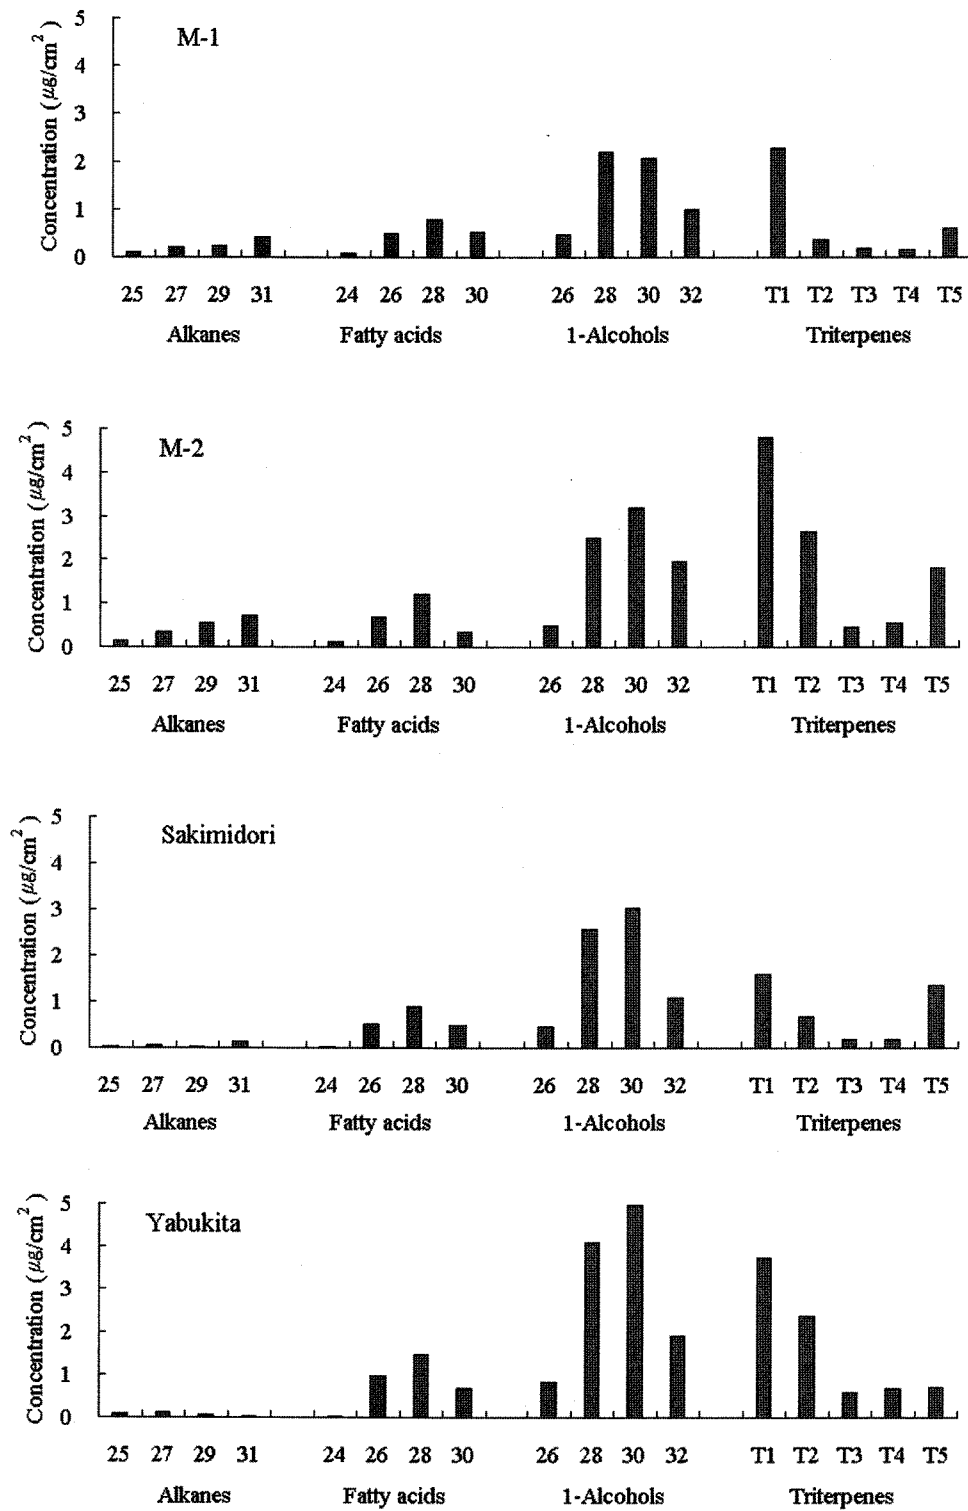 M-1
Concentration (μg/cm²)
5
4
3
2
1
0
25 27 29 31 24 26 28 30 26 28 30 32 T1 T2 T3 T4 T5
Alkanes Fatty acids 1-Alcohols Triterpenes
M-2
Concentration (μg/cm²)
5
4
3
2
1
0
25 27 29 31 24 26 28 30 26 28 30 32 T1 T2 T3 T4 T5
Alkanes Fatty acids 1-Alcohols Triterpenes
Sakimidori
Concentration (μg/cm²)
5
4
3
2
1
0
25 27 29 31 24 26 28 30 26 28 30 32 T1 T2 T3 T4 T5
Alkanes Fatty acids 1-Alcohols Triterpenes
Yabukita
Concentration (μg/cm²)
5
4
3
2
1
0
25 27 29 31 24 26 28 30 26 28 30 32 T1 T2 T3 T4 T5
Alkanes Fatty acids 1-Alcohols Triterpenes